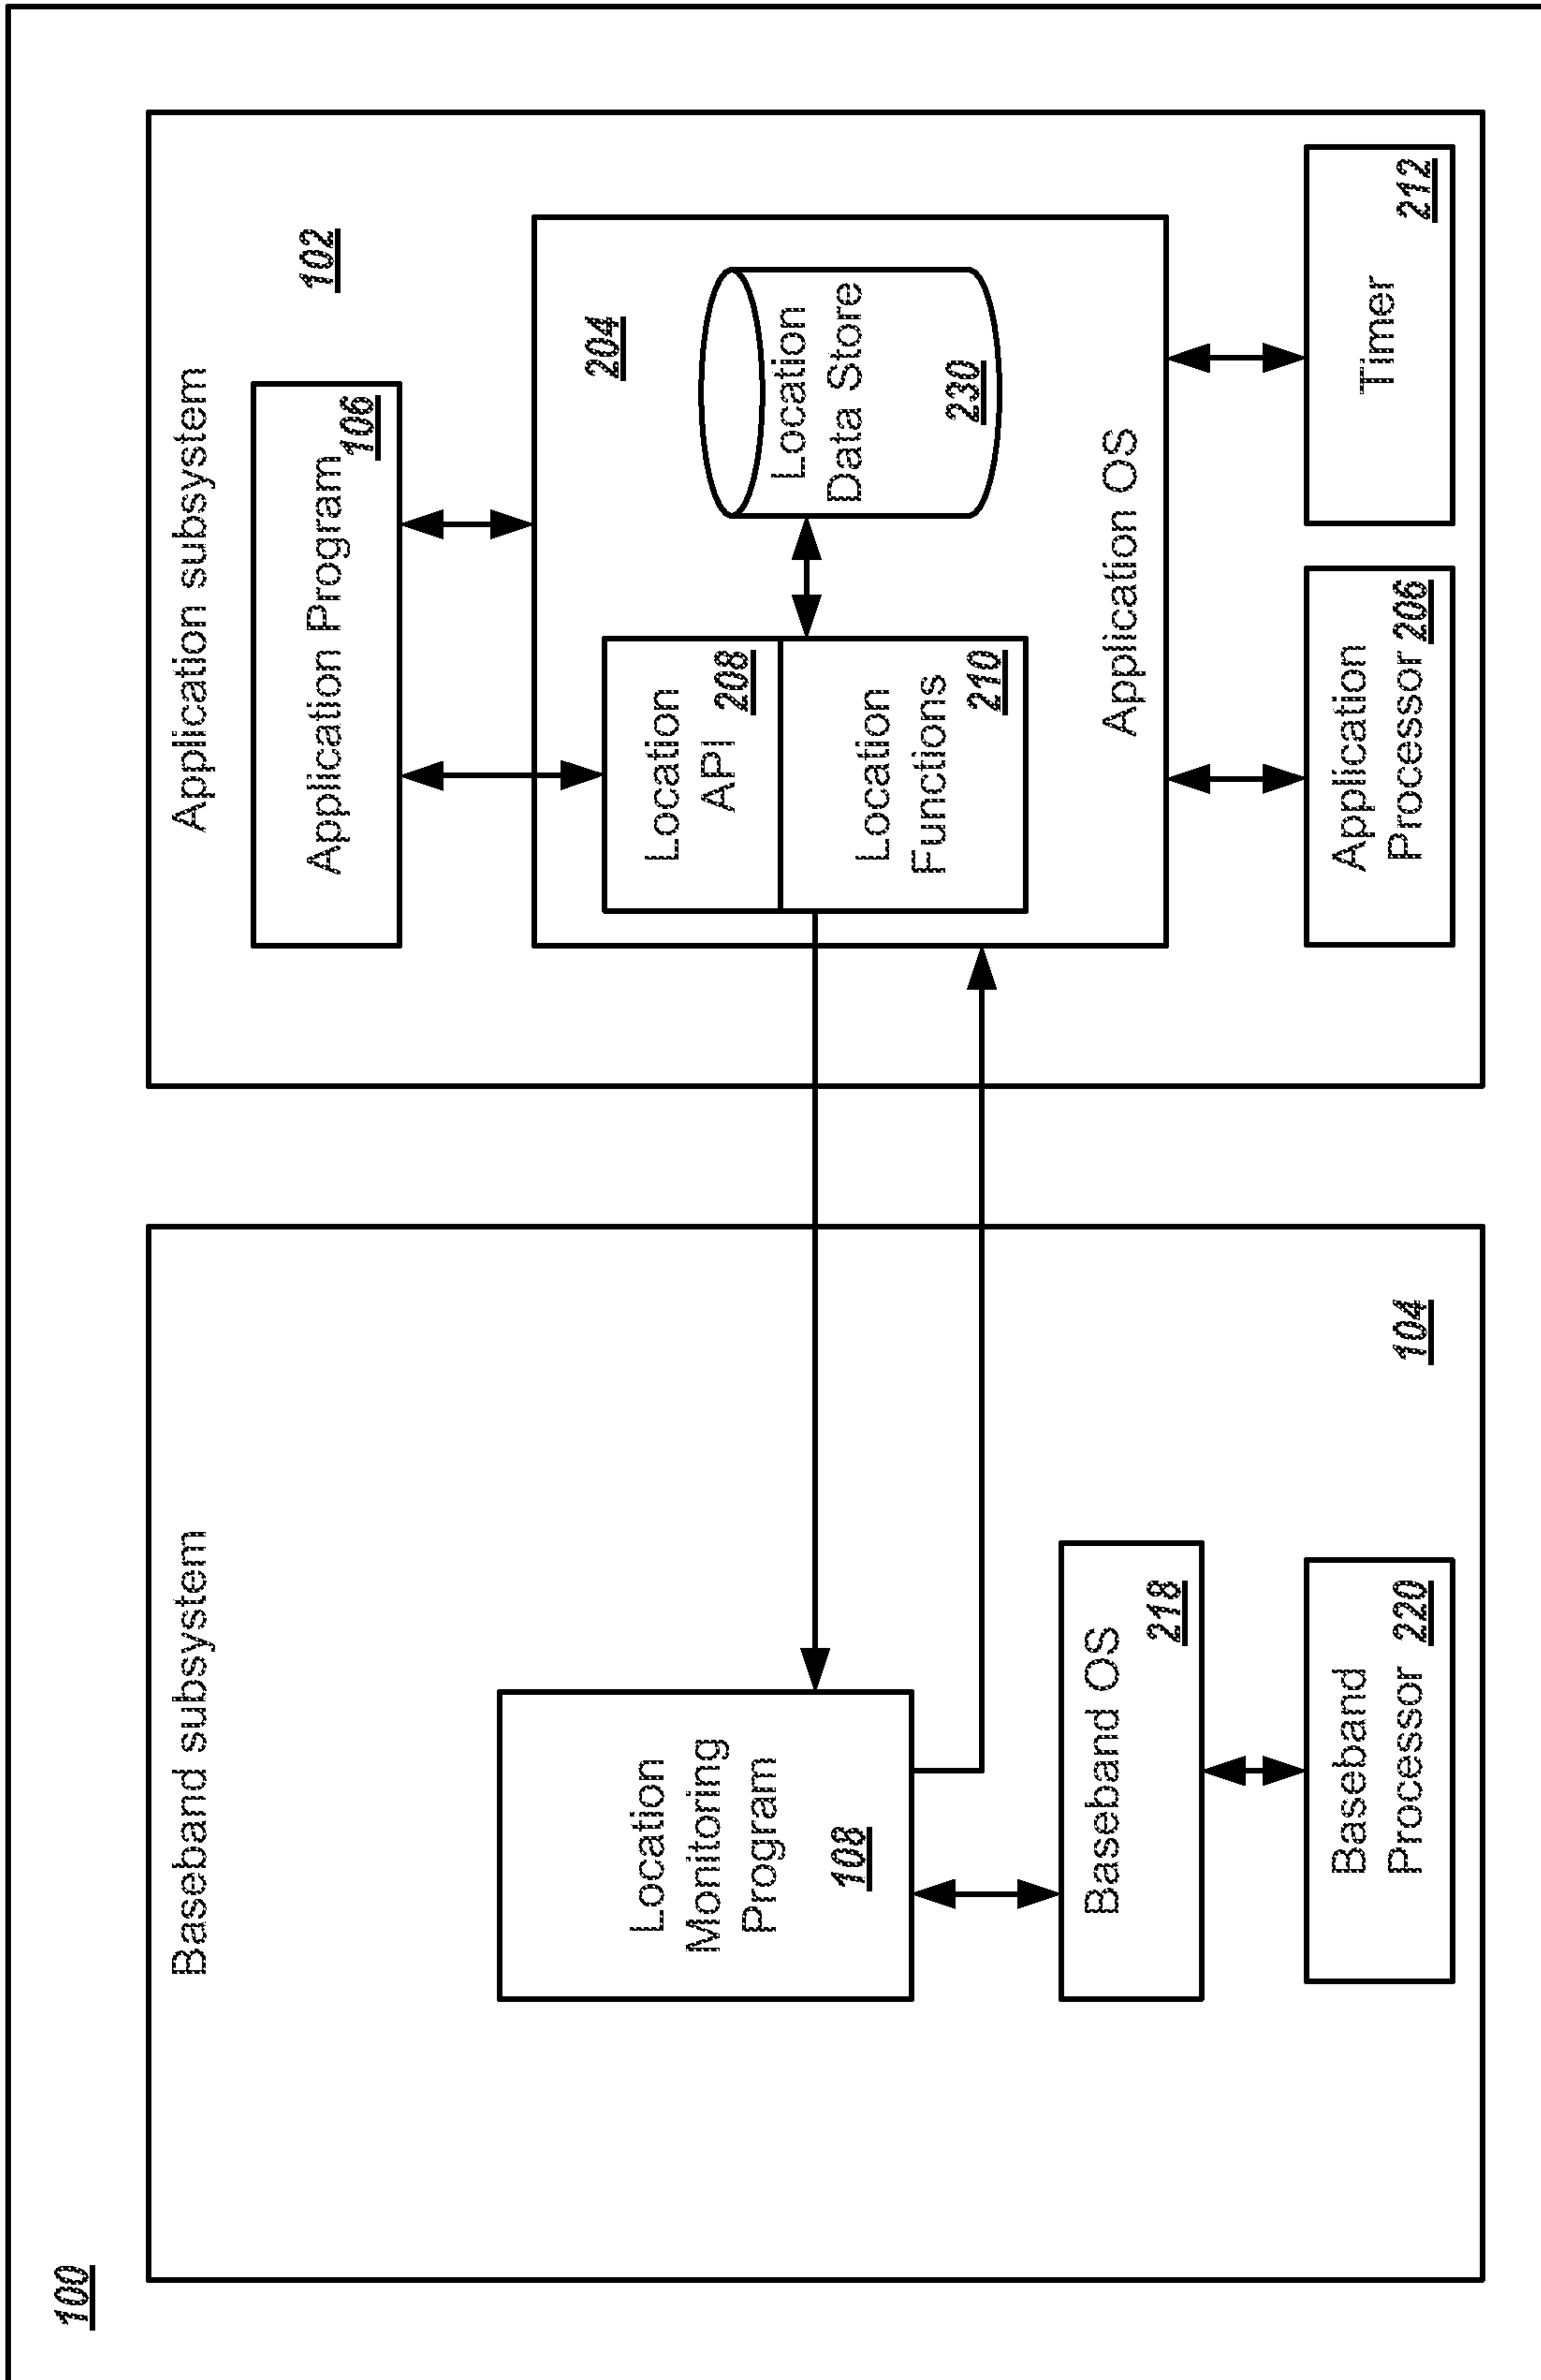 100
Baseband subsystem
Location
Monitoring
Program
108
Baseband OS
218
Baseband
Processor 220
104
Application subsystem
102
Application Program
106
204
Location
API
208
Location
Functions
210
Location
Data Store
230
Application OS
Application
Processor 206
Timer
212